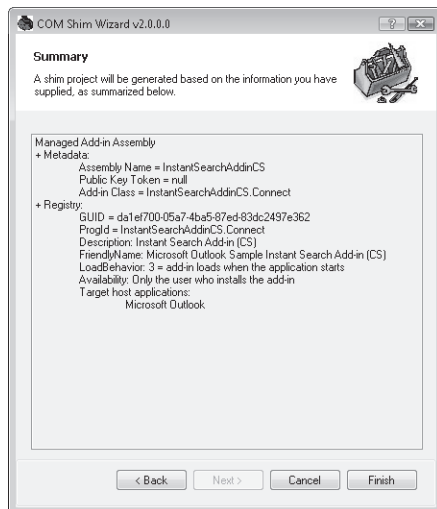 COM Shim Wizard v2.0.0.0
Summary
A shim project will be generated based on the information you have
supplied, as summarized below.
Managed Add-in Assembly
+ Metadata:
Assembly Name = InstantSearchAddinCS
Public Key Token = null
Add-in Class = InstantSearchAddinCS.Connect
+ Registry:
GUID = da1ef700-05a7-4ba5-87ed-83dc2497e362
ProgId = InstantSearchAddinCS.Connect
Description: Instant Search Add-in (CS)
FriendlyName: Microsoft Outlook Sample Instant Search Add-in (CS)
LoadBehavior: 3 = add-in loads when the application starts
Availability: Only the user who installs the add-in
Target host applications:
Microsoft Outlook
< Back Next > Cancel Finish